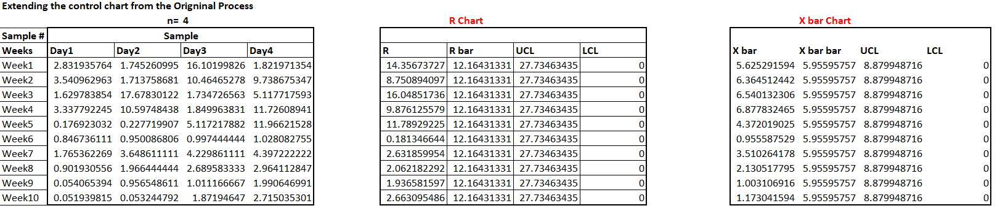 Extending the control chart from the Origninal Process
n= 4 R Chart X bar Chart
Sample # Sample
Weeks Day1 Day2 Day3 Day4 R R bar UCL LCL X bar X bar bar UCL LCL
Week1 2.831935764 1.745260995 16.10199826 1.821971354 14.35673727 12.16431331 27.73463435 0 5.625291594 5.95595757 8.879948716 0
Week2 3.540962963 1.713758681 10.46465278 9.738675347 8.750894097 12.16431331 27.73463435 0 6.364512442 5.95595757 8.879948716 0
Week3 1.629783854 17.67830122 1.734726563 5.117717593 16.04851736 12.16431331 27.73463435 0 6.540132306 5.95595757 8.879948716 0
Week4 3.337792245 10.59748438 1.849963831 11.72608941 9.876125579 12.16431331 27.73463435 0 6.877832465 5.95595757 8.879948716 0
Week5 0.176923032 0.227719907 5.117217882 11.96621528 11.78929225 12.16431331 27.73463435 0 4.372019025 5.95595757 8.879948716 0
Week6 0.846736111 0.950086806 0.997444444 1.028082755 0.181346644 12.16431331 27.73463435 0 0.955587529 5.95595757 8.879948716 0
Week7 1.765362269 3.648611111 4.229861111 4.397222222 2.631859954 12.16431331 27.73463435 0 3.510264178 5.95595757 8.879948716 0
Week8 0.901930556 1.966444444 2.689583333 2.964112847 2.062182292 12.16431331 27.73463435 0 2.130517795 5.95595757 8.879948716 0
Week9 0.054065394 0.956548611 1.011166667 1.990646991 1.936581597 12.16431331 27.73463435 0 1.003106916 5.95595757 8.879948716 0
Week10 0.051939815 0.053244792 1.87194647 2.715035301 2.663095486 12.16431331 27.73463435 0 1.173041594 5.95595757 8.879948716 0